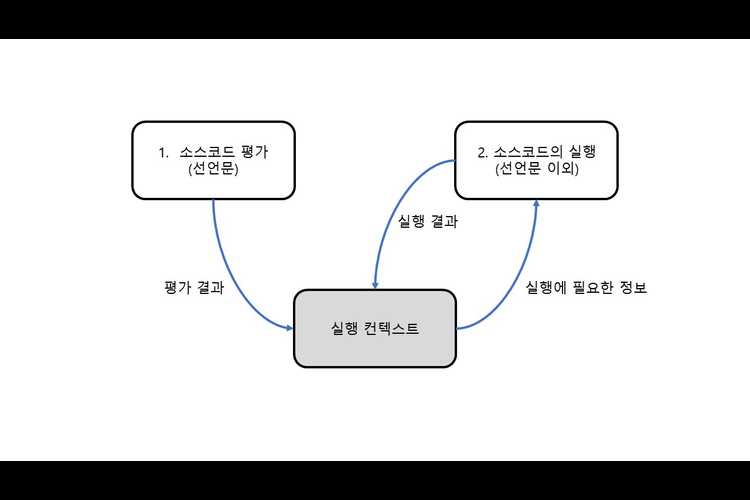 1. 소스코드 평가
(선언문)
2. 소스코드의 실행
(선언문 이외)
실행 결과
평가 결과
실행에 필요한 정보
실행 컨텍스트